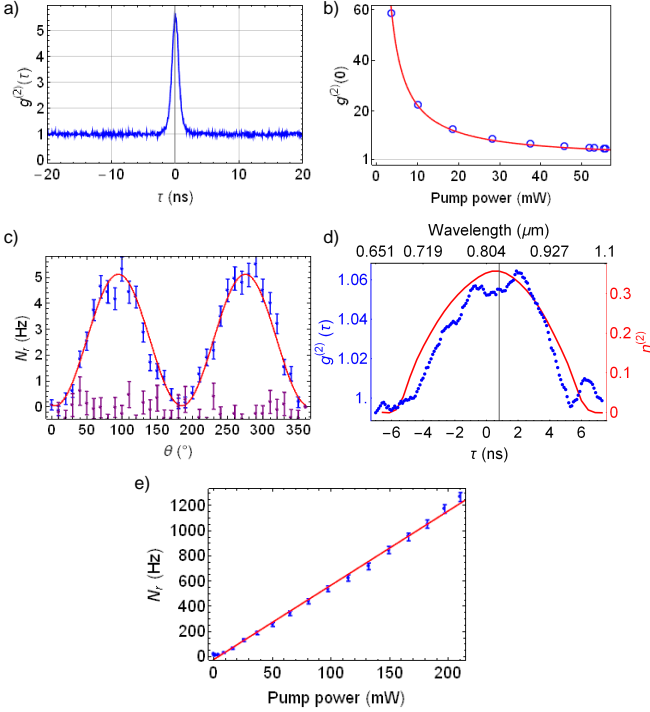 a)
g⁽²⁾(τ)
5
4
3
2
1
0
−20 −10 0 10 20
τ (ns)
b)
g⁽²⁾(0)
60
20
1
0 10 20 30 40 50
Pump power (mW)
c)
Nᵣ (Hz)
5
4
3
2
1
0
0 50 100 150 200 250 300 350
θ (°)
d)
Wavelength (μm)
0.651 0.719 0.804 0.927 1.1
g⁽²⁾ (τ)
1.06
1.04
1.02
1.
0.3
0.2
0.1
0
n⁽²⁾
−6 −4 −2 0 2 4 6
τ (ns)
e)
Nᵣ (Hz)
1200
1000
800
600
400
200
0
0 50 100 150 200
Pump power (mW)